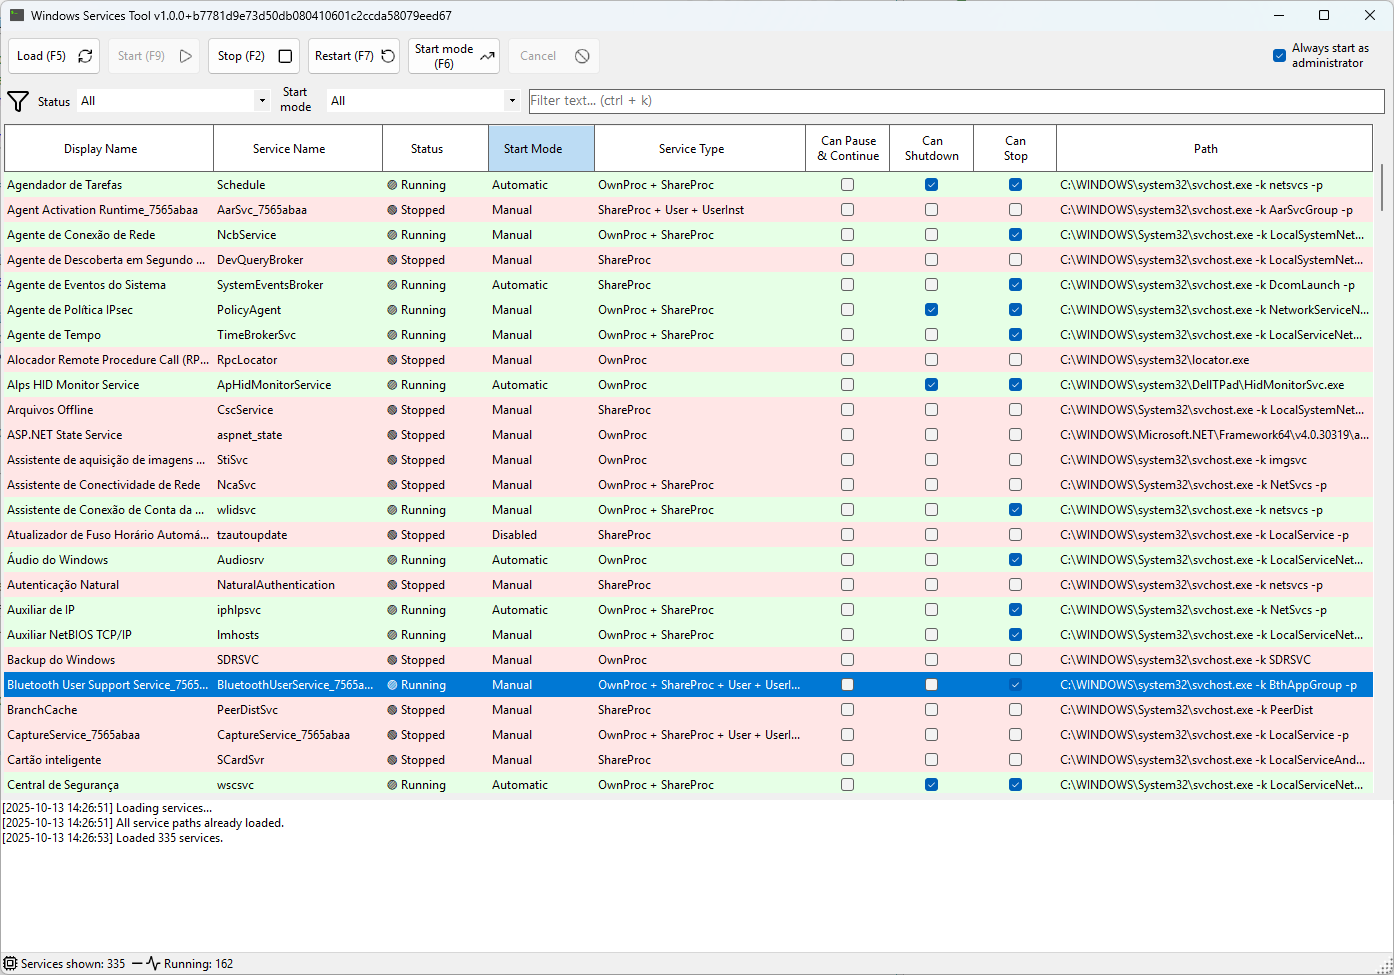 Windows Services Tool v1.0.0+b7781d9e73d50db080410601c2ccda58079eed67
Load (F5) Start (F9) Stop (F2) Restart (F7) Start mode (F6) Cancel Always start as administrator
Status All Start mode All Filter text... (ctrl + k)
Display Name Service Name Status Start Mode Service Type Can Pause & Continue Can Shutdown Can Stop Path
Agendador de Tarefas Schedule Running Automatic OwnProc + ShareProc C:\WINDOWS\system32\svchost.exe -k netsvcs -p
Agent Activation Runtime_7565abaa AarSvc_7565abaa Stopped Manual ShareProc + User + UserInst C:\WINDOWS\system32\svchost.exe -k AarSvcGroup -p
Agente de Conexão de Rede NcbService Running Manual OwnProc + ShareProc C:\WINDOWS\System32\svchost.exe -k LocalSystemNet...
Agente de Descoberta em Segundo ... DevQueryBroker Stopped Manual ShareProc C:\WINDOWS\system32\svchost.exe -k LocalSystemNet...
Agente de Eventos do Sistema SystemEventsBroker Running Automatic ShareProc C:\WINDOWS\system32\svchost.exe -k DcomLaunch -p
Agente de Política IPsec PolicyAgent Running Manual OwnProc + ShareProc C:\WINDOWS\system32\svchost.exe -k NetworkServiceN...
Agente de Tempo TimeBrokerSvc Running Manual OwnProc + ShareProc C:\WINDOWS\system32\svchost.exe -k LocalServiceNet...
Alocador Remote Procedure Call (RP... RpcLocator Stopped Manual OwnProc C:\WINDOWS\system32\locator.exe
Alps HID Monitor Service ApHidMonitorService Running Automatic OwnProc C:\WINDOWS\system32\DellTPad\HidMonitorSvc.exe
Arquivos Offline CscService Stopped Manual ShareProc C:\WINDOWS\System32\svchost.exe -k LocalSystemNet...
ASP.NET State Service aspnet_state Stopped Manual OwnProc C:\WINDOWS\Microsoft.NET\Framework64\v4.0.30319\a...
Assistente de aquisição de imagens ... StiSvc Stopped Manual OwnProc C:\WINDOWS\system32\svchost.exe -k imgsvc
Assistente de Conectividade de Rede NcaSvc Stopped Manual OwnProc + ShareProc C:\WINDOWS\System32\svchost.exe -k NetSvcs -p
Assistente de Conexão de Conta da ... wlidsvc Running Manual OwnProc + ShareProc C:\WINDOWS\system32\svchost.exe -k netsvcs -p
Atualizador de Fuso Horário Automá... tzautoupdate Stopped Disabled ShareProc C:\WINDOWS\system32\svchost.exe -k LocalService -p
Áudio do Windows Audiosrv Running Automatic OwnProc C:\WINDOWS\System32\svchost.exe -k LocalServiceNet...
Autenticação Natural NaturalAuthentication Stopped Manual ShareProc C:\WINDOWS\system32\svchost.exe -k netsvcs -p
Auxiliar de IP iphlpsvc Running Automatic OwnProc + ShareProc C:\WINDOWS\System32\svchost.exe -k NetSvcs -p
Auxiliar NetBIOS TCP/IP lmhosts Running Manual OwnProc + ShareProc C:\WINDOWS\system32\svchost.exe -k LocalServiceNet...
Backup do Windows SDRSVC Stopped Manual OwnProc C:\WINDOWS\system32\svchost.exe -k SDRSVC
Bluetooth User Support Service_7565... BluetoothUserService_7565a... Running Manual OwnProc + ShareProc + User + UserI... C:\WINDOWS\system32\svchost.exe -k BthAppGroup -p
BranchCache PeerDistSvc Stopped Manual ShareProc C:\WINDOWS\System32\svchost.exe -k PeerDist
CaptureService_7565abaa CaptureService_7565abaa Stopped Manual OwnProc + ShareProc + User + UserI... C:\WINDOWS\system32\svchost.exe -k LocalService -p
Cartão inteligente SCardSvr Stopped Manual ShareProc C:\WINDOWS\system32\svchost.exe -k LocalServiceAnd...
Central de Segurança wscsvc Running Automatic OwnProc + ShareProc C:\WINDOWS\System32\svchost.exe -k LocalServiceNet...
[2025-10-13 14:26:51] Loading services...
[2025-10-13 14:26:51] All service paths already loaded.
[2025-10-13 14:26:53] Loaded 335 services.
Services shown: 335 Running: 162